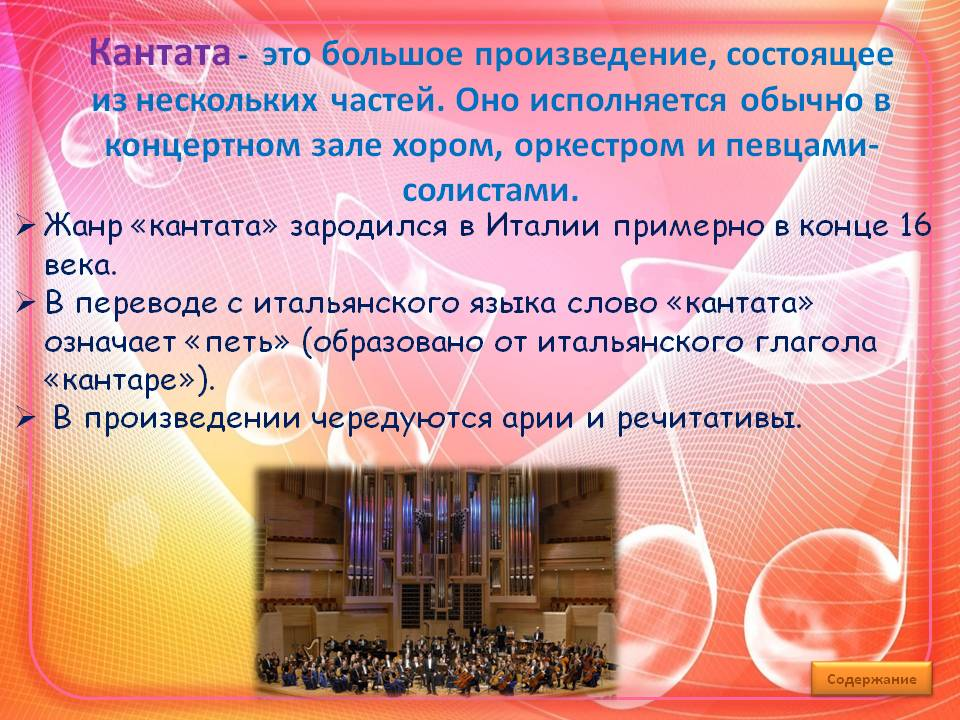 Кантата - это большое произведение, состоящее
из нескольких частей. Оно исполняется обычно в
концертном зале хором, оркестром и певцами-
солистами.
➢ Жанр «кантата» зародился в Италии примерно в конце 16
века.
➢ В переводе с итальянского языка слово «кантата»
означает «петь» (образовано от итальянского глагола
«кантаре»).
➢ В произведении чередуются арии и речитативы.
Содержание